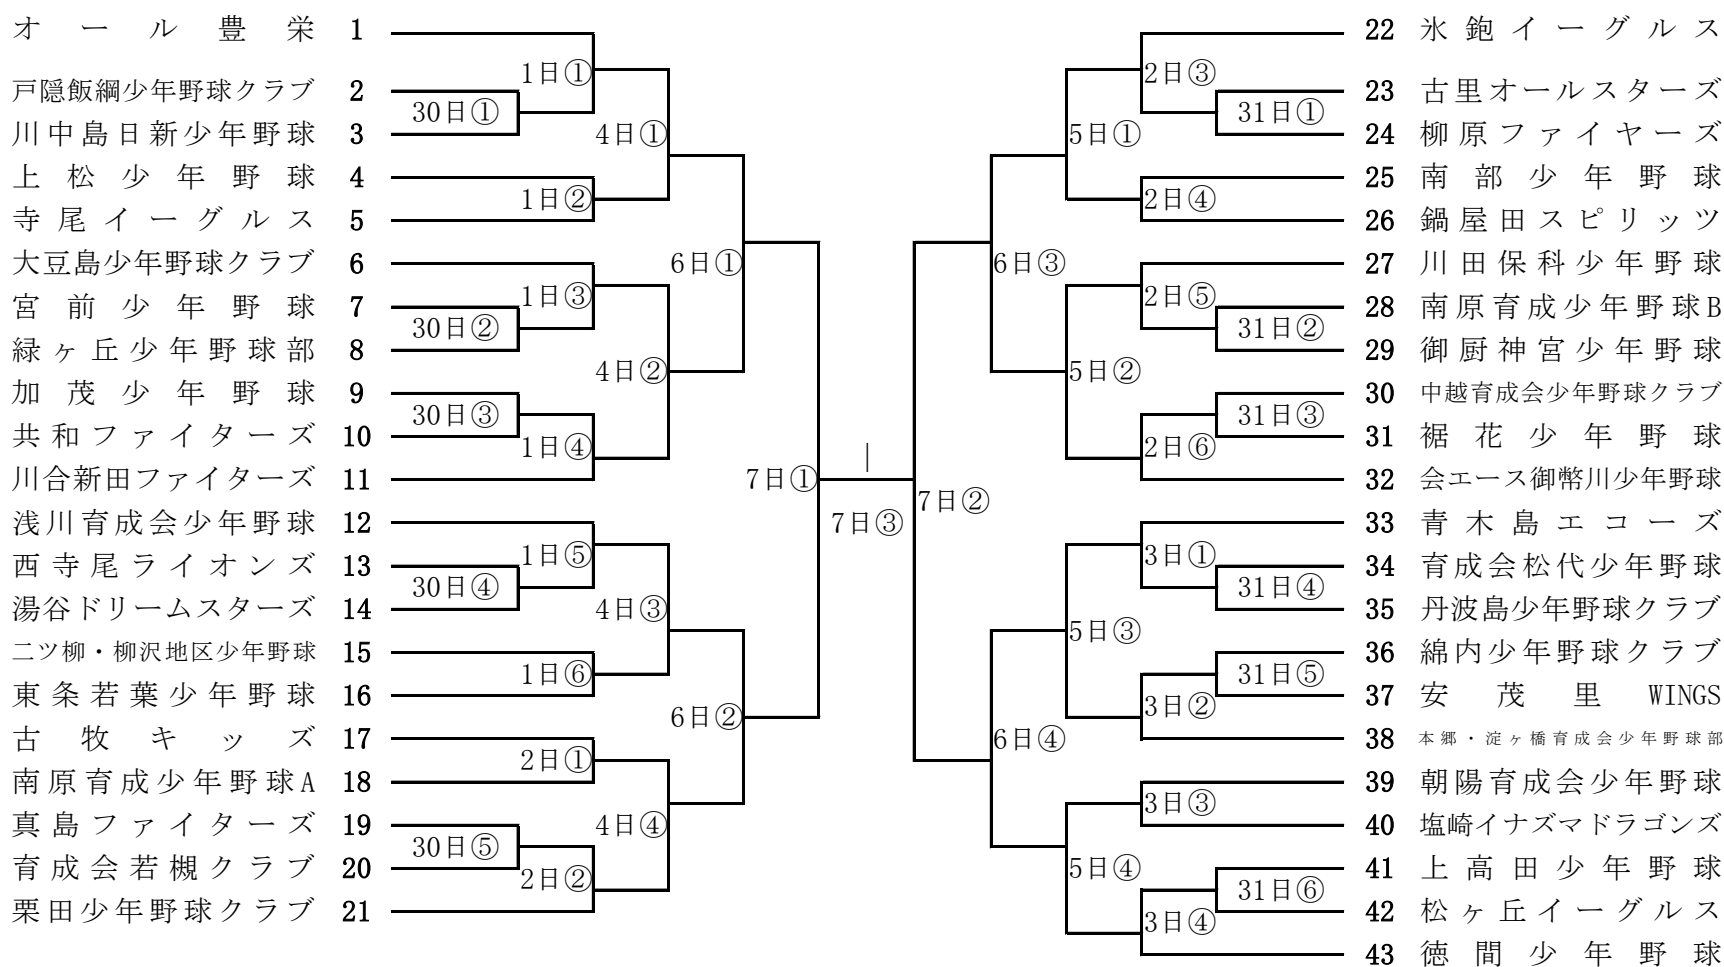 オール豊栄 1
1日①
戸隠飯綱少年野球クラブ 2
30日①
川中島日新少年野球 3
4日①
上松少年野球 4
1日②
寺尾イーグルス 5
6日①
大豆島少年野球クラブ 6
1日③
宮前少年野球 7
30日②
緑ヶ丘少年野球部 8
4日②
加茂少年野球 9
30日③
共和ファイターズ 10
1日④
川合新田ファイターズ 11
7日①
浅川育成会少年野球 12
1日⑤
西寺尾ライオンズ 13
30日④
湯谷ドリームスターズ 14
4日③
二ツ柳・柳沢地区少年野球 15
1日⑥
東条若葉少年野球 16
6日②
古牧キッズ 17
2日①
南原育成少年野球A 18
真島ファイターズ 19
4日④
30日⑤
育成会若槻クラブ 20
2日②
栗田少年野球クラブ 21
7日③
7日②
22 氷鉋イーグルス
2日③
23 古里オールスターズ
31日①
24 柳原ファイヤーズ
5日①
25 南部少年野球
2日④
26 鍋屋田スピリッツ
6日③
27 川田保科少年野球
2日⑤
28 南原育成少年野球B
31日②
29 御厨神宮少年野球
5日②
30 中越育成会少年野球クラブ
31日③
31 裾花少年野球
2日⑥
32 会エース御幣川少年野球
33 青木島エコーズ
3日①
34 育成会松代少年野球
31日④
35 丹波島少年野球クラブ
5日③
36 綿内少年野球クラブ
31日⑤
37 安茂里WINGS
3日②
38 本郷・淀ヶ橋育成会少年野球部
6日④
39 朝陽育成会少年野球
3日③
40 塩崎イナズマドラゴンズ
5日④
41 上高田少年野球
31日⑥
42 松ヶ丘イーグルス
3日④
43 徳間少年野球